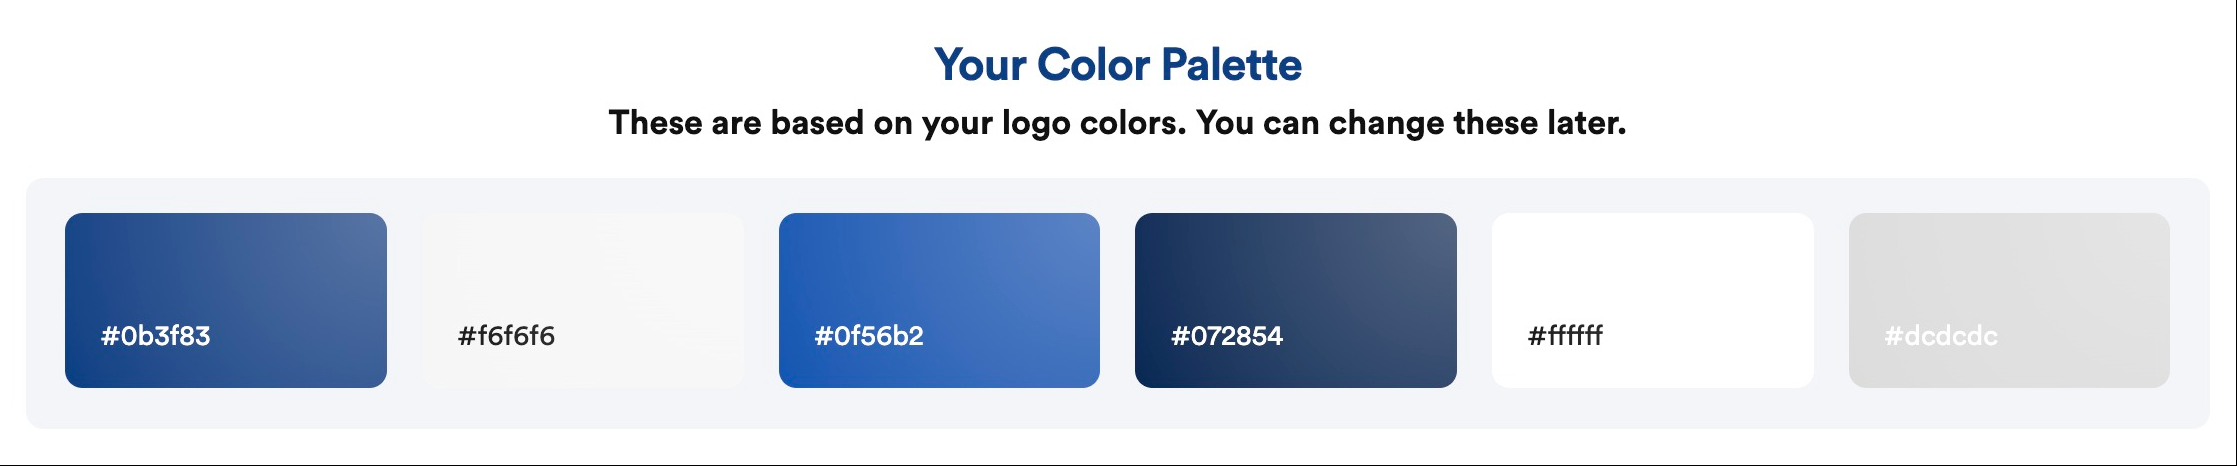 Your Color Palette
These are based on your logo colors. You can change these later.
#0b3f83
#f6f6f6
#0f56b2
#072854
#ffffff
#dcdcdc